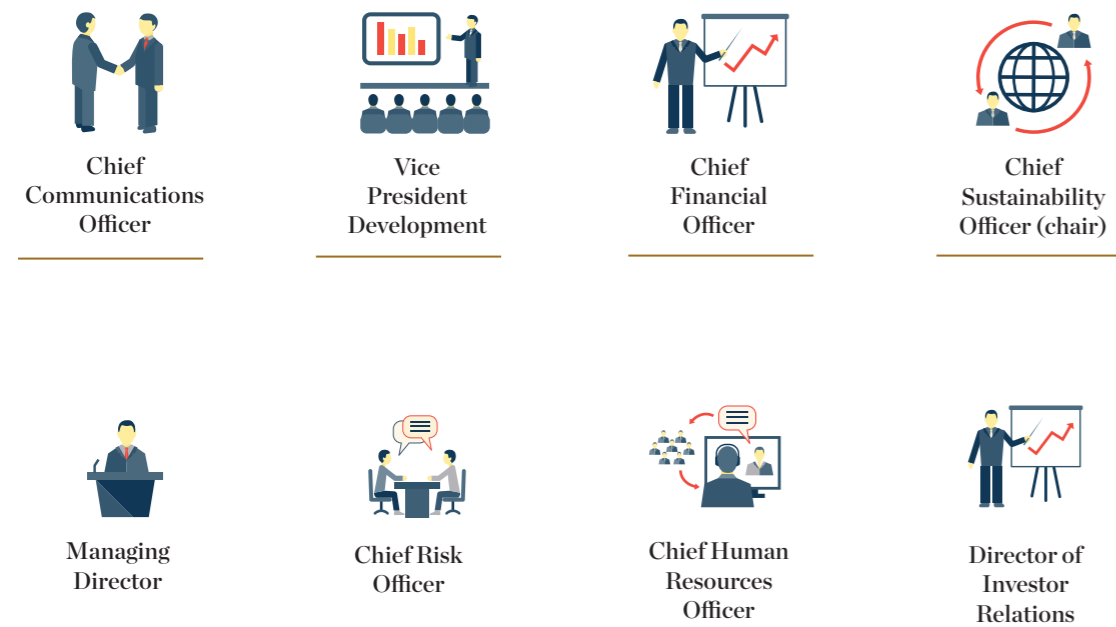 Chief
Communications
Officer
Vice
President
Development
Chief
Financial
Officer
Chief
Sustainability
Officer (chair)
Managing
Director
Chief Risk
Officer
Chief Human
Resources
Officer
Director of
Investor
Relations